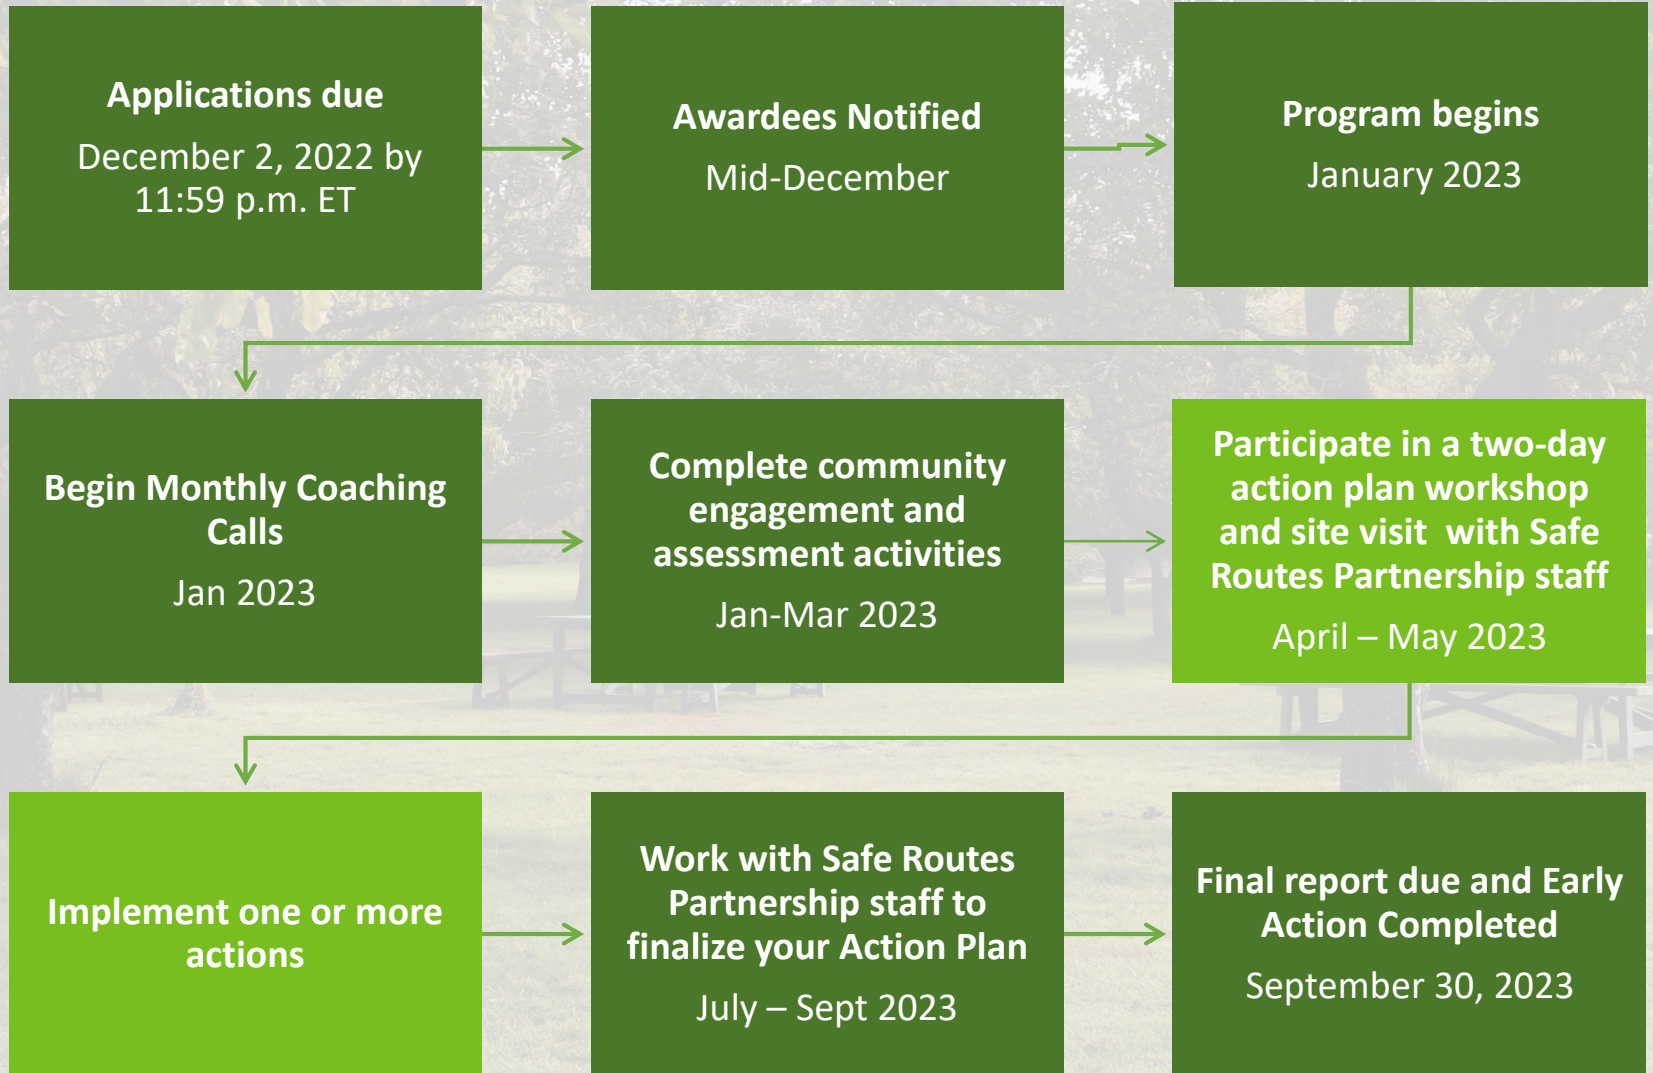 Applications due
December 2, 2022 by
11:59 p.m. ET
Awardees Notified
Mid-December
Program begins
January 2023
Begin Monthly Coaching
Calls
Jan 2023
Complete community
engagement and
assessment activities
Jan-Mar 2023
Participate in a two-day
action plan workshop
and site visit  with Safe
Routes Partnership staff
April – May 2023
Implement one or more
actions
Work with Safe Routes
Partnership staff to
finalize your Action Plan
July – Sept 2023
Final report due and Early
Action Completed
September 30, 2023